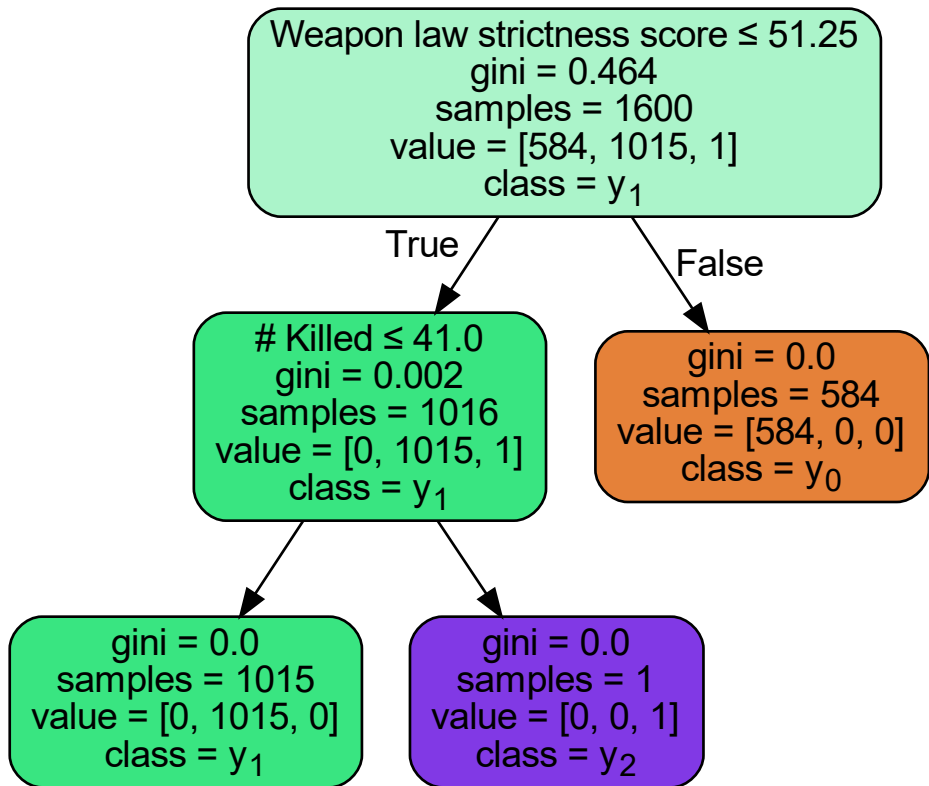 Weapon law strictness score ≤ 51.25
gini = 0.464
samples = 1600
value = [584, 1015, 1]
class = y₁
True
False
# Killed ≤ 41.0
gini = 0.002
samples = 1016
value = [0, 1015, 1]
class = y₁
gini = 0.0
samples = 584
value = [584, 0, 0]
class = y₀
gini = 0.0
samples = 1015
value = [0, 1015, 0]
class = y₁
gini = 0.0
samples = 1
value = [0, 0, 1]
class = y₂